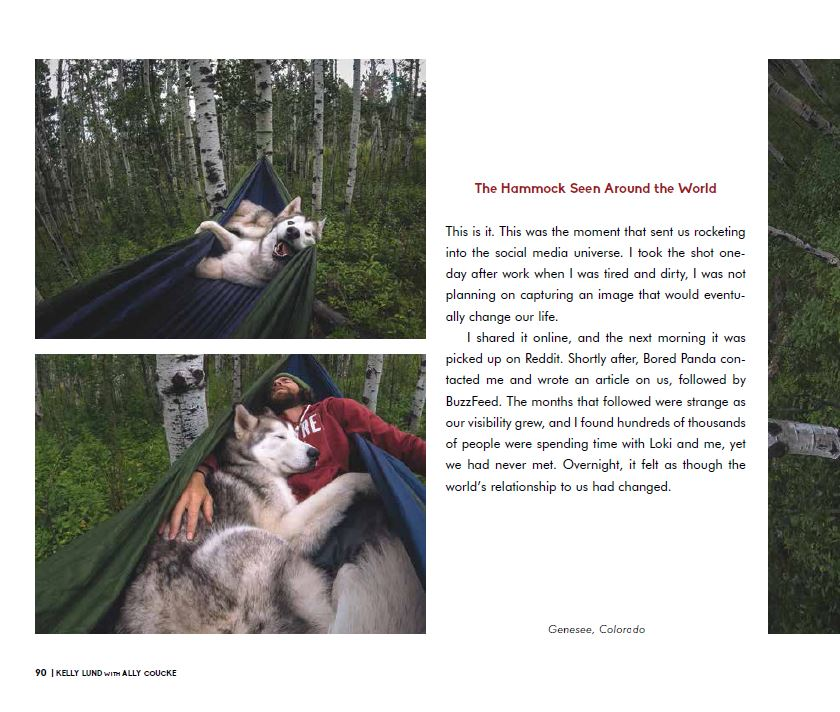 The Hammock Seen Around the World
This is it. This was the moment that sent us rocketing
into the social media universe. I took the shot one-
day after work when I was tired and dirty, I was not
planning on capturing an image that would eventu-
ally change our life.
I shared it online, and the next morning it was
picked up on Reddit. Shortly after, Bored Panda con-
tacted me and wrote an article on us, followed by
BuzzFeed. The months that followed were strange as
our visibility grew, and I found hundreds of thousands
of people were spending time with Loki and me, yet
we had never met. Overnight, it felt as though the
world's relationship to us had changed.
Genesee, Colorado
90 | KELLY LUND WITH ALLY COUCKE